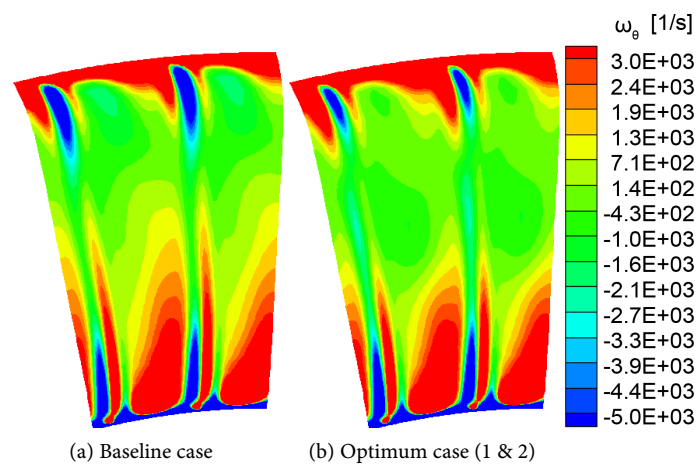 ω_θ [1/s]
3.0E+03
2.4E+03
1.9E+03
1.3E+03
7.1E+02
1.4E+02
-4.3E+02
-1.0E+03
-1.6E+03
-2.1E+03
-2.7E+03
-3.3E+03
-3.9E+03
-4.4E+03
-5.0E+03
(a) Baseline case
(b) Optimum case (1 & 2)